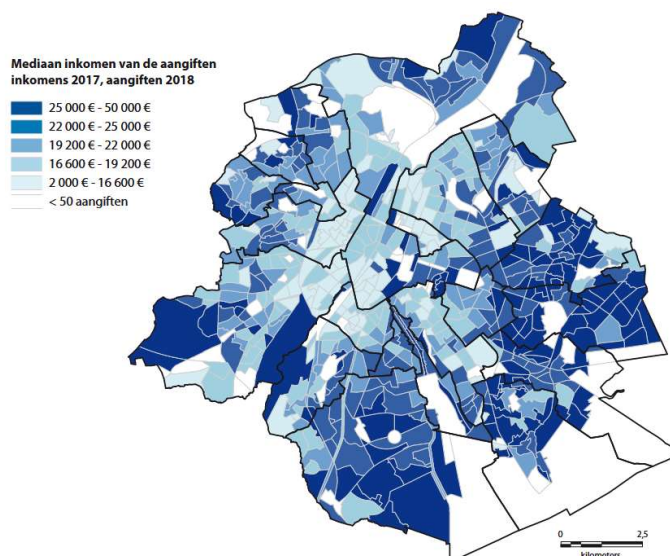 Mediaan inkomen van de aangiften
inkomens 2017, aangiften 2018
25 000 € - 50 000 €
22 000 € - 25 000 €
19 200 € - 22 000 €
16 600 € - 19 200 €
2 000 € - 16 600 €
< 50 aangiften
0 2,5
kilometers